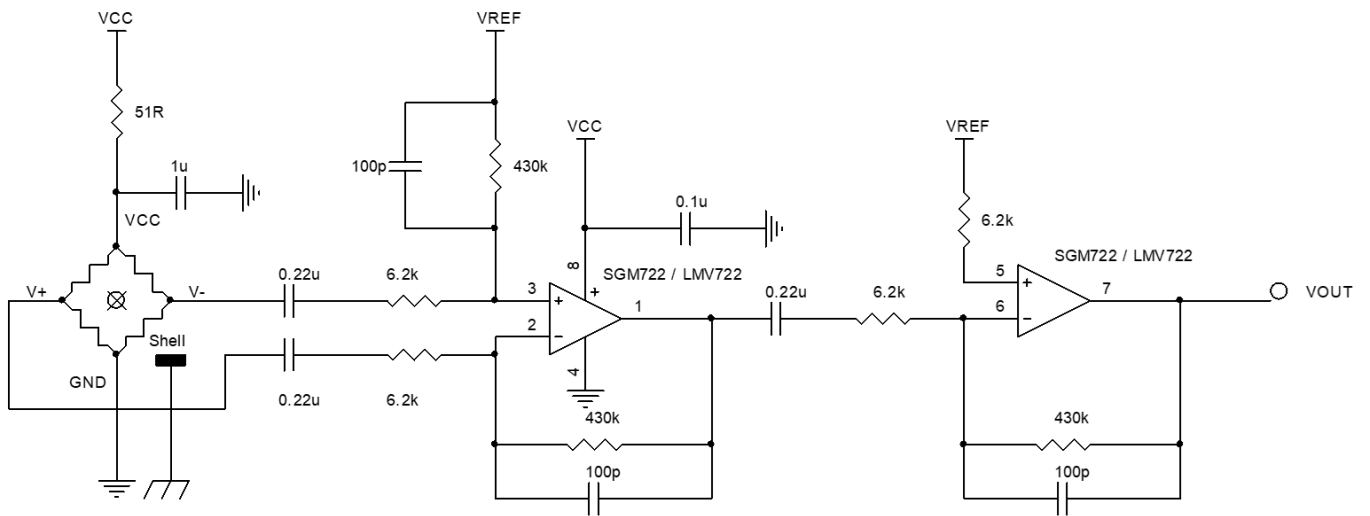 VCC
VREF
51R
VCC
VREF
100p
430k
1u
0.1u
6.2k
VCC
8
SGM722 / LMV722
SGM722 / LMV722
V+
V-
0.22u
6.2k
3
+
+
1
0.22u
6.2k
5
+
7
VOUT
2
−
6
−
Shell
4
GND
0.22u
6.2k
430k
430k
100p
100p